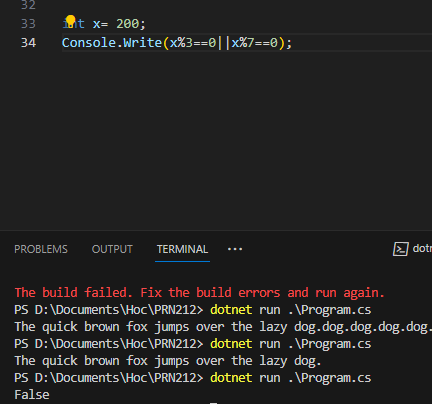 32
33 int x= 200;
34 Console.Write(x%3==0||x%7==0);
PROBLEMS OUTPUT TERMINAL ··· dotn
The build failed. Fix the build errors and run again.
PS D:\Documents\Hoc\PRN212> dotnet run .\Program.cs
The quick brown fox jumps over the lazy dog.dog.dog.dog.dog.
PS D:\Documents\Hoc\PRN212> dotnet run .\Program.cs
The quick brown fox jumps over the lazy dog.
PS D:\Documents\Hoc\PRN212> dotnet run .\Program.cs
False